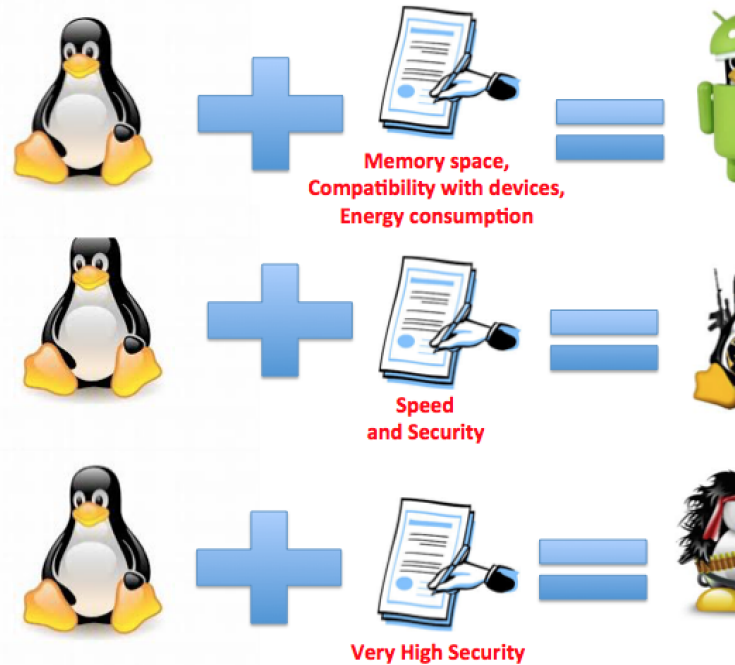 Memory space,
Compatibility with devices,
Energy consumption
Speed
and Security
Very High Security